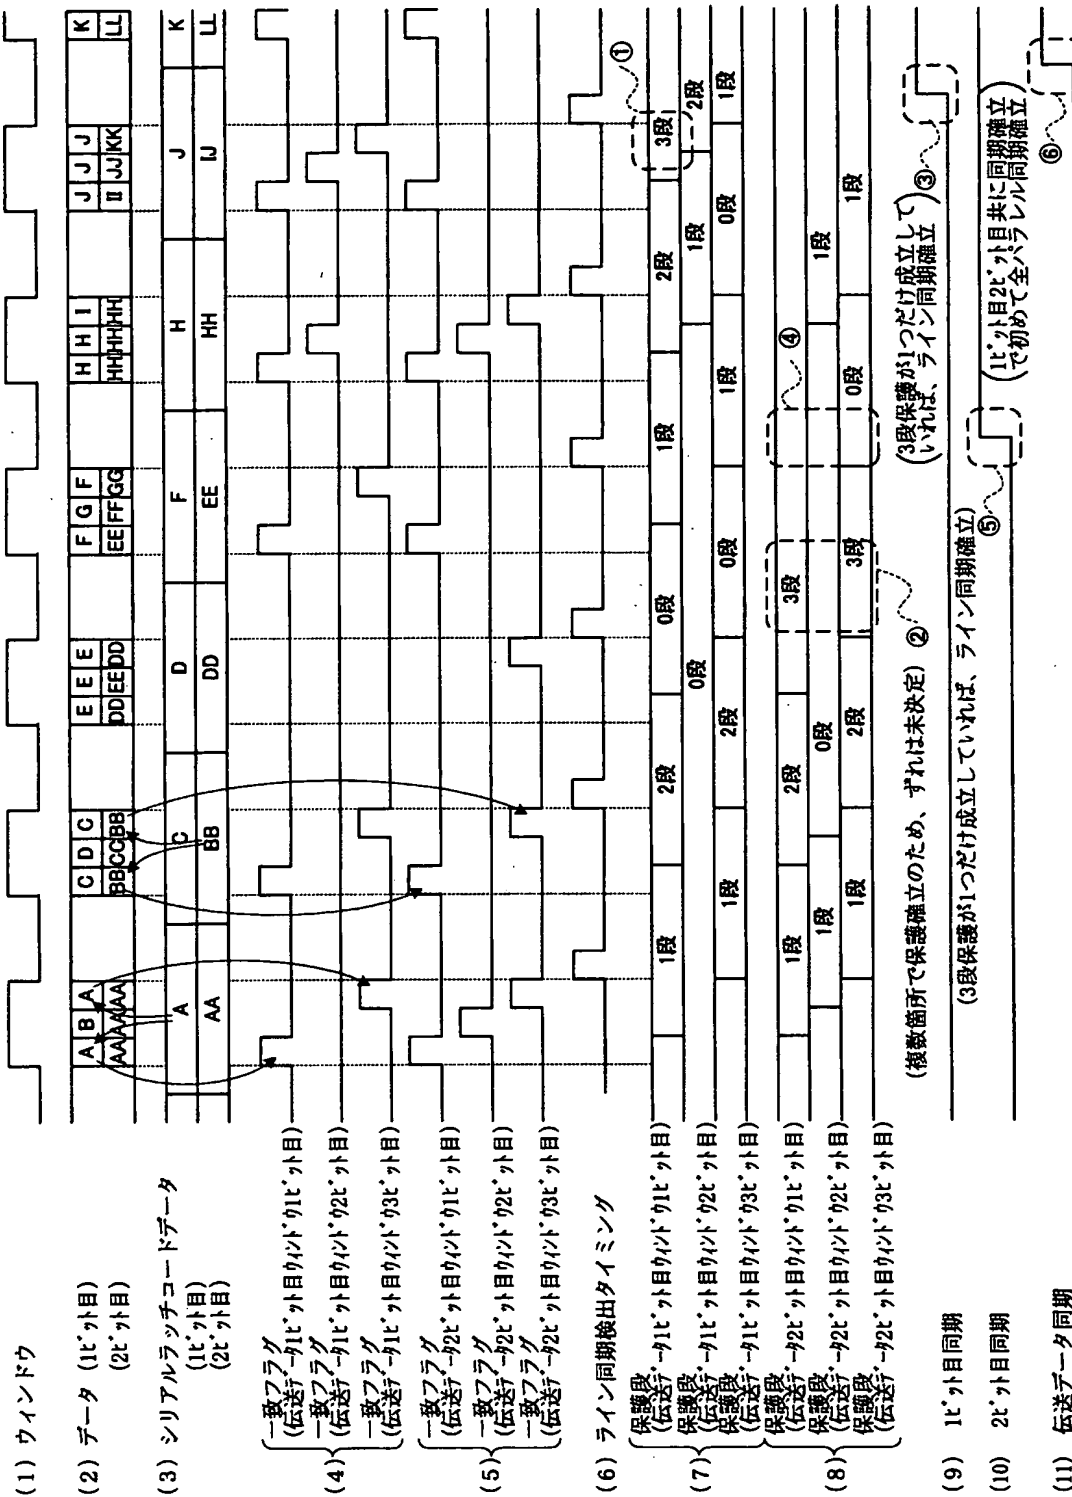 (1) ウィンドウ
(2) データ (1ビット目) A B A C D C E E E F G F H H I J J J K
(2ビット目) AA AA AA BB CC BB DD EE DD EE FF GG HH HH HH II JJ KK LL
(3) シリアルラッチコードデータ
(1ビット目) A C D F H J K
(2ビット目) AA BB DD EE HH IJ LL
(4)
一致フラグ
(伝送データ1ビット目ウィンドウ1ビット目)
一致フラグ
(伝送データ1ビット目ウィンドウ2ビット目)
一致フラグ
(伝送データ1ビット目ウィンドウ3ビット目)
(5)
一致フラグ
(伝送データ2ビット目ウィンドウ1ビット目)
一致フラグ
(伝送データ2ビット目ウィンドウ2ビット目)
一致フラグ
(伝送データ2ビット目ウィンドウ3ビット目)
(6) ライン同期検出タイミング
①
(7)
保護段
(伝送データ1ビット目ウィンドウ1ビット目) 1段 2段 0段 1段 2段 3段
保護段
(伝送データ1ビット目ウィンドウ2ビット目) 0段 1段 2段
保護段
(伝送データ1ビット目ウィンドウ3ビット目) 1段 2段 0段 1段 0段 1段
④
(8)
保護段
(伝送データ2ビット目ウィンドウ1ビット目) 1段 2段 3段
保護段
(伝送データ2ビット目ウィンドウ2ビット目) 1段 0段 1段
保護段
(伝送データ2ビット目ウィンドウ3ビット目) 1段 2段 3段 0段 1段
(複数箇所で保護確立のため、ずれは未決定) ②
(3段保護が1つだけ成立して
いれば、ライン同期確立) ③
(9) 1ビット目同期
(3段保護が1つだけ成立していれば、ライン同期確立)
⑤
(10) 2ビット目同期
(1ビット目2ビット目共に同期確立
で初めて全パラレル同期確立)
⑥
(11) 伝送データ同期